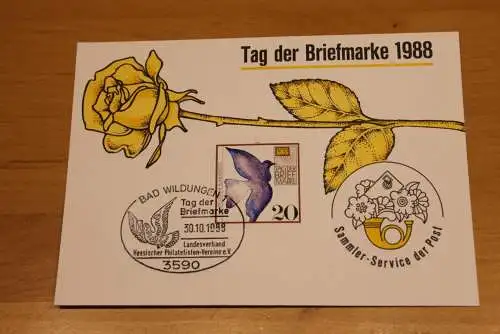 Tag der Briefmarke 1988
20
BAD WILDUNGEN
Tag der
Briefmarke
30.10.1988
Landesverband
Hessischer Philatelisten-Vereine e.V.
3590
Sammler-Service der Post